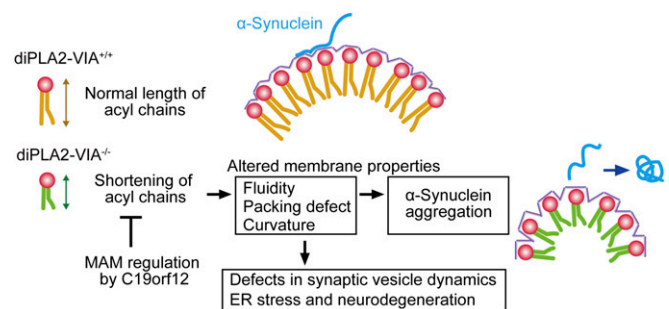 α-Synuclein
diPLA2-VIA+/+
Normal length of
acyl chains
diPLA2-VIA-/-
Shortening of
acyl chains
Altered membrane properties
Fluidity
Packing defect
Curvature
α-Synuclein
aggregation
MAM regulation
by C19orf12
Defects in synaptic vesicle dynamics
ER stress and neurodegeneration